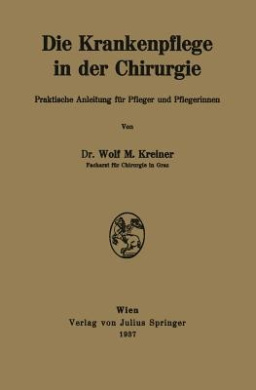 Die Krankenpflege
in der Chirurgie
Praktische Anleitung für Pfleger und Pflegerinnen
Von
Dr. Wolf M. Kreiner
Facharzt für Chirurgie in Graz
Wien
Verlag von Julius Springer
1937